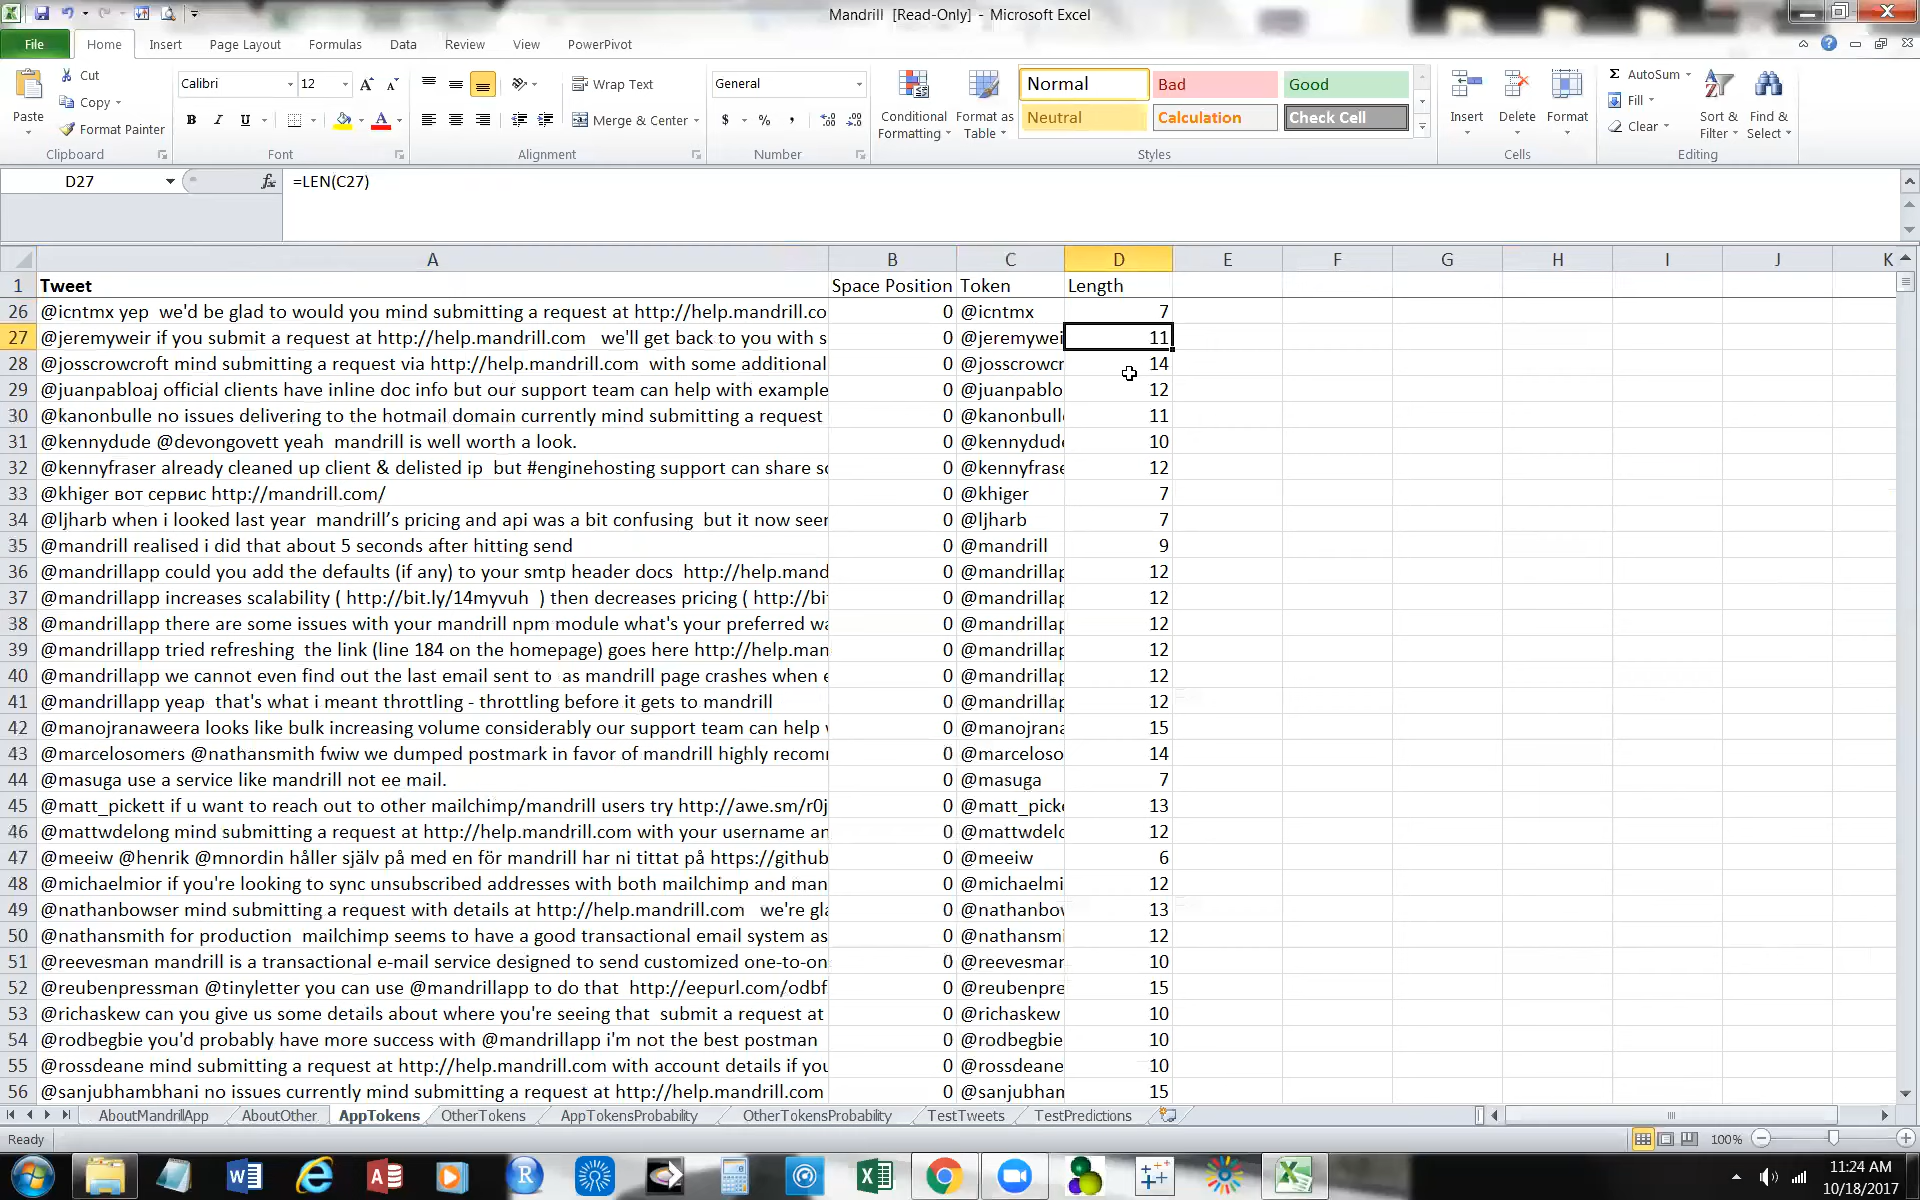 Mandrill [Read-Only] - Microsoft Excel
File Home Insert Page Layout Formulas Data Review View PowerPivot
Cut
Copy
Format Painter
Paste
Clipboard
Calibri 12
B I U
Font
Wrap Text
Merge & Center
Alignment
General
$ % ,
Number
Conditional Formatting
Format as Table
Normal Bad Good
Neutral Calculation Check Cell
Styles
Insert Delete Format
Cells
AutoSum
Fill
Clear
Sort & Filter
Find & Select
Editing
D27 fx =LEN(C27)
A B C D E F G H I J K
1 Tweet Space Position Token Length
26 @icntmx yep we'd be glad to would you mind submitting a request at http://help.mandrill.co 0 @icntmx 7
27 @jeremyweir if you submit a request at http://help.mandrill.com we'll get back to you with s 0 @jeremywei 11
28 @josscrowcroft mind submitting a request via http://help.mandrill.com with some additional 0 @josscrowcr 14
29 @juanpabloaj official clients have inline doc info but our support team can help with example 0 @juanpablo 12
30 @kanonbulle no issues delivering to the hotmail domain currently mind submitting a request 0 @kanonbull 11
31 @kennydude @devongovett yeah mandrill is well worth a look. 0 @kennydude 10
32 @kennyfraser already cleaned up client & delisted ip but #enginehosting support can share so 0 @kennyfrase 12
33 @khiger вот сервис http://mandrill.com/ 0 @khiger 7
34 @ljharb when i looked last year mandrill’s pricing and api was a bit confusing but it now seer 0 @ljharb 7
35 @mandrill realised i did that about 5 seconds after hitting send 0 @mandrill 9
36 @mandrillapp could you add the defaults (if any) to your smtp header docs http://help.mand 0 @mandrillap 12
37 @mandrillapp increases scalability ( http://bit.ly/14myvuh ) then decreases pricing ( http://bi 0 @mandrillap 12
38 @mandrillapp there are some issues with your mandrill npm module what's your preferred wa 0 @mandrillap 12
39 @mandrillapp tried refreshing the link (line 184 on the homepage) goes here http://help.man 0 @mandrillap 12
40 @mandrillapp we cannot even find out the last email sent to as mandrill page crashes when e 0 @mandrillap 12
41 @mandrillapp yeap that's what i meant throttling - throttling before it gets to mandrill 0 @mandrillap 12
42 @manojranaweera looks like bulk increasing volume considerably our support team can help w 0 @manojrana 15
43 @marcelosomers @nathansmith fwiw we dumped postmark in favor of mandrill highly recom 0 @marceloso 14
44 @masuga use a service like mandrill not ee mail. 0 @masuga 7
45 @matt_pickett if u want to reach out to other mailchimp/mandrill users try http://awe.sm/r0j 0 @matt_picke 13
46 @mattwdelong mind submitting a request at http://help.mandrill.com with your username an 0 @mattwdelo 12
47 @meeiw @henrik @mnordin håller själv på med en för mandrill har ni tittat på https://github 0 @meeiw 6
48 @michaelmior if you're looking to sync unsubscribed addresses with both mailchimp and man 0 @michaelmi 12
49 @nathanbowser mind submitting a request with details at http://help.mandrill.com we're gla 0 @nathanbow 13
50 @nathansmith for production mailchimp seems to have a good transactional email system as 0 @nathansmi 12
51 @reevesman mandrill is a transactional e-mail service designed to send customized one-to-on 0 @reevesman 10
52 @reubenpressman @tinyletter you can use @mandrillapp to do that http://eepurl.com/odbf 0 @reubenpre 15
53 @richaskew can you give us some details about where you're seeing that submit a request at 0 @richaskew 10
54 @rodbegbie you'd probably have more success with @mandrillapp i'm not the best postman 0 @rodbegbie 10
55 @rossdeane mind submitting a request at http://help.mandrill.com with account details if you 0 @rossdeane 10
56 @sanjubhambhani no issues currently mind submitting a request at http://help.mandrill.com 0 @sanjubham 15
AboutMandrillApp AboutOther AppTokens OtherTokens AppTokensProbability OtherTokensProbability TestTweets TestPredictions
Ready 100%
11:24 AM
10/18/2017